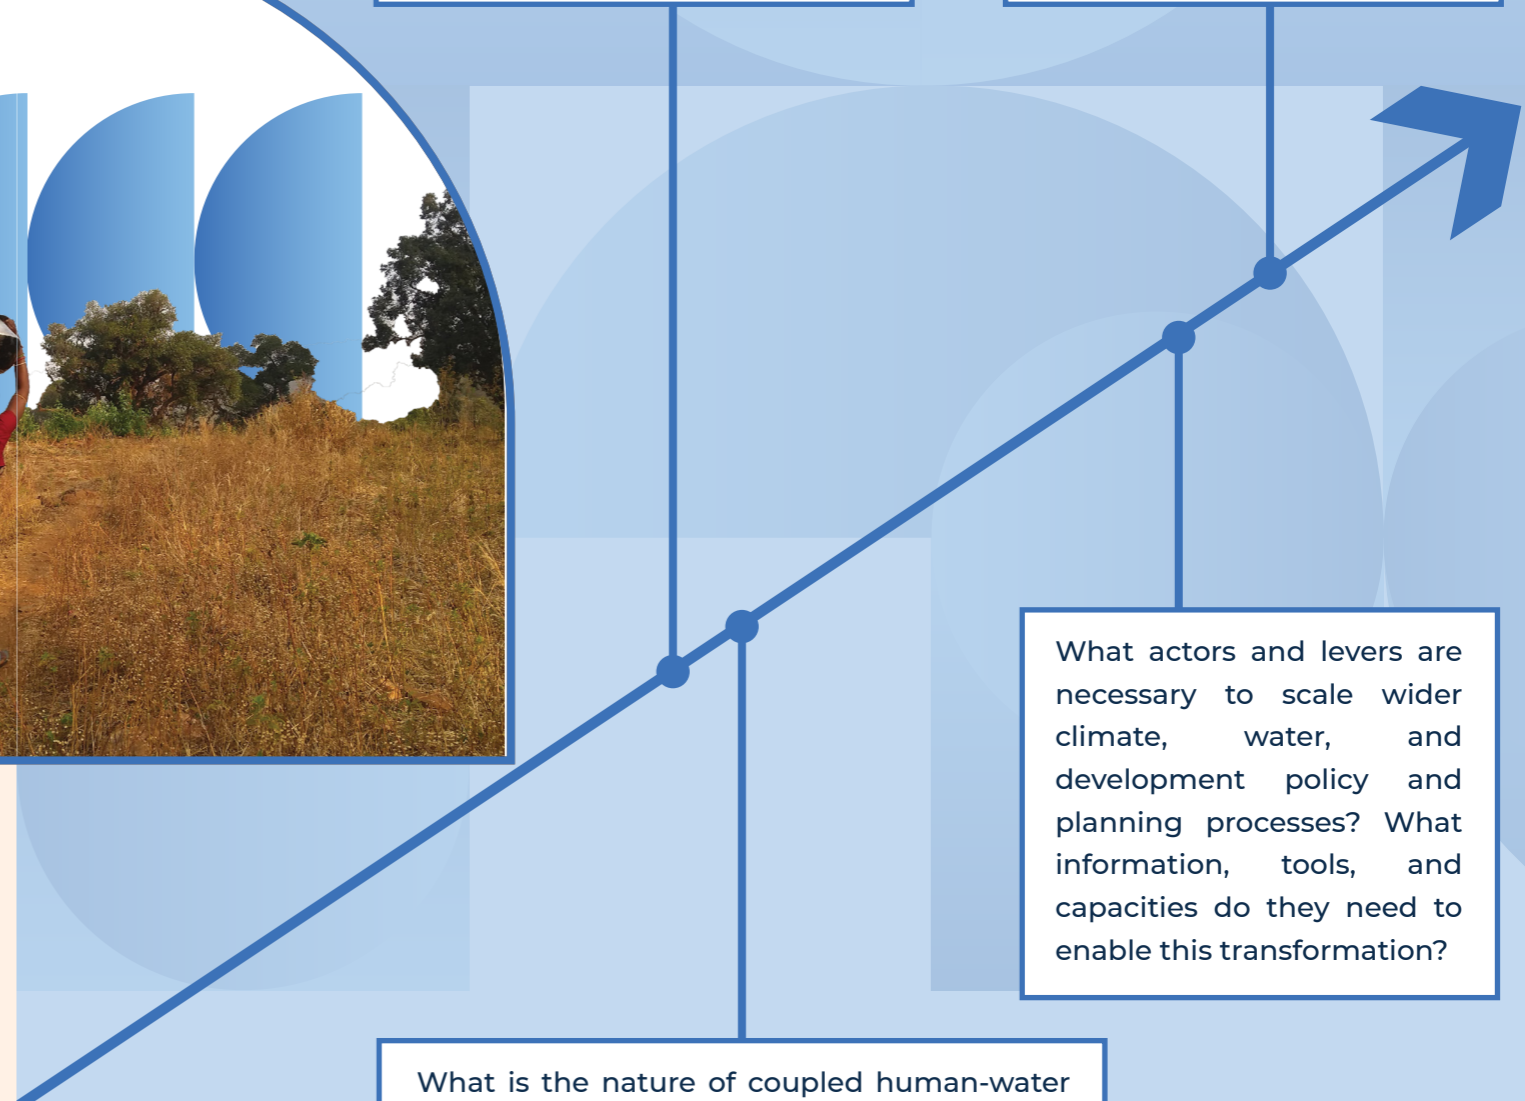 What actors and levers are
necessary to scale wider
climate, water, and
development policy and
planning processes? What
information, tools, and
capacities do they need to
enable this transformation?
What is the nature of coupled human-water